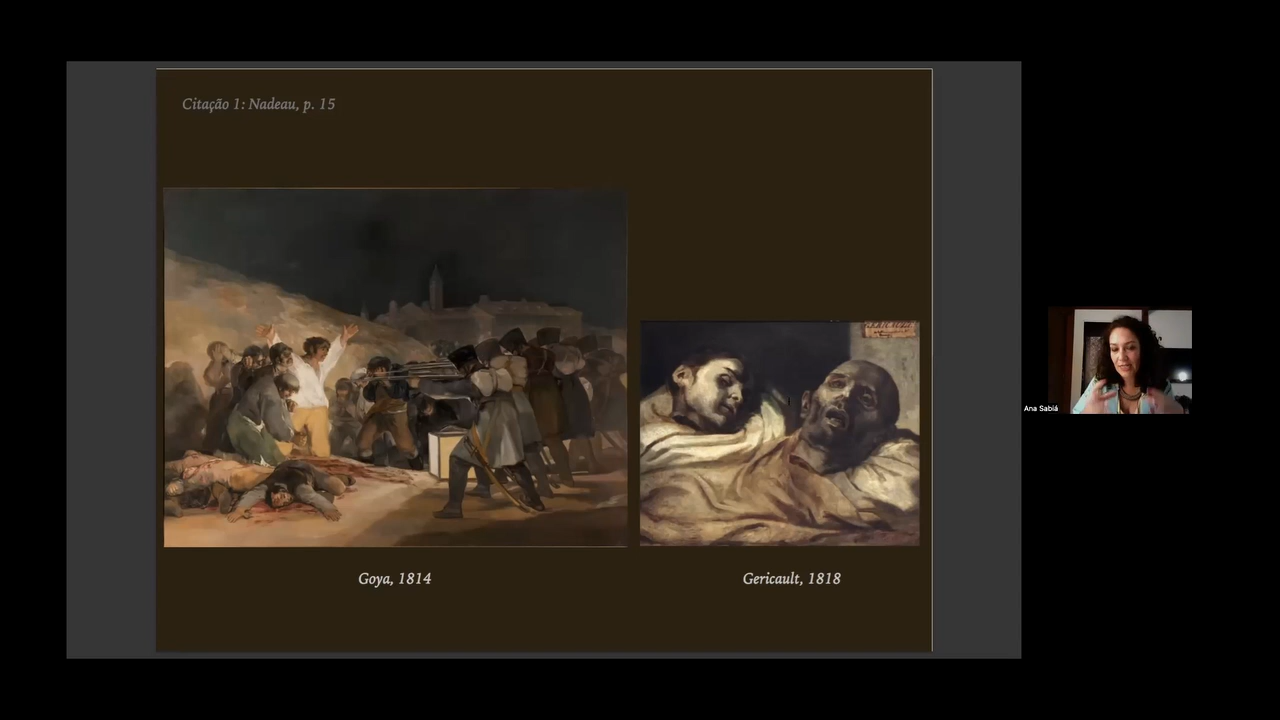 Citação 1: Nadeau, p. 15
Goya, 1814
Gericault, 1818
Ana Sabiá